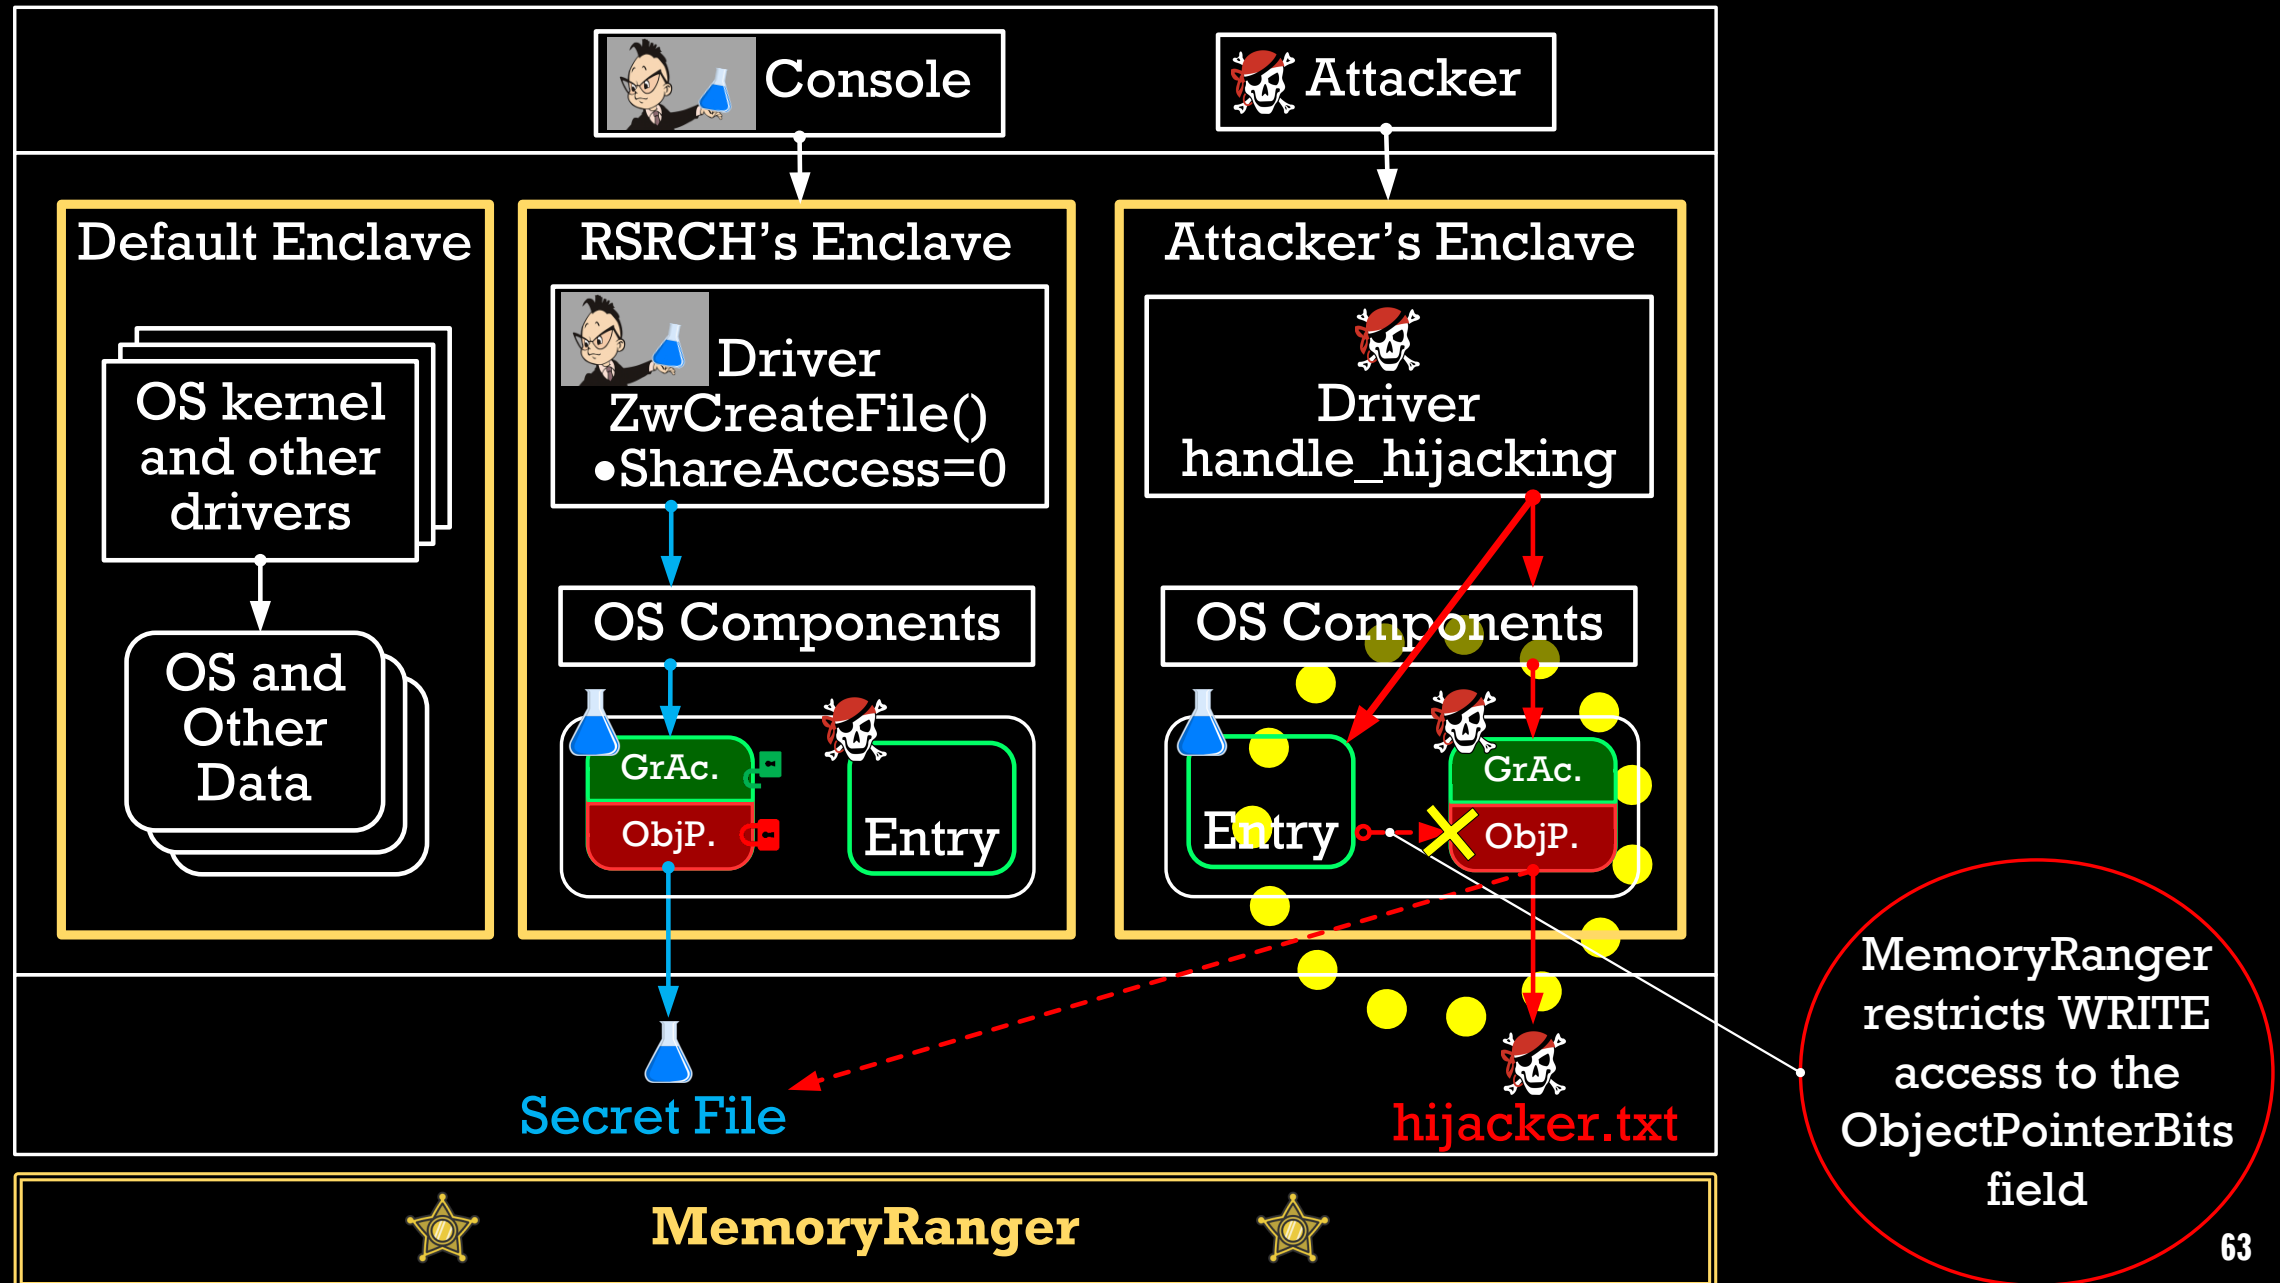 Console
Attacker
Default Enclave
OS kernel
and other
drivers
OS and
Other
Data
RSRCH’s Enclave
Driver
ZwCreateFile()
•ShareAccess=0
OS Components
GrAc.
ObjP.
Entry
Attacker’s Enclave
Driver
handle_hijacking
OS Components
Entry
GrAc.
ObjP.
Secret File
hijacker.txt
MemoryRanger
restricts WRITE
access to the
ObjectPointerBits
field
MemoryRanger
63